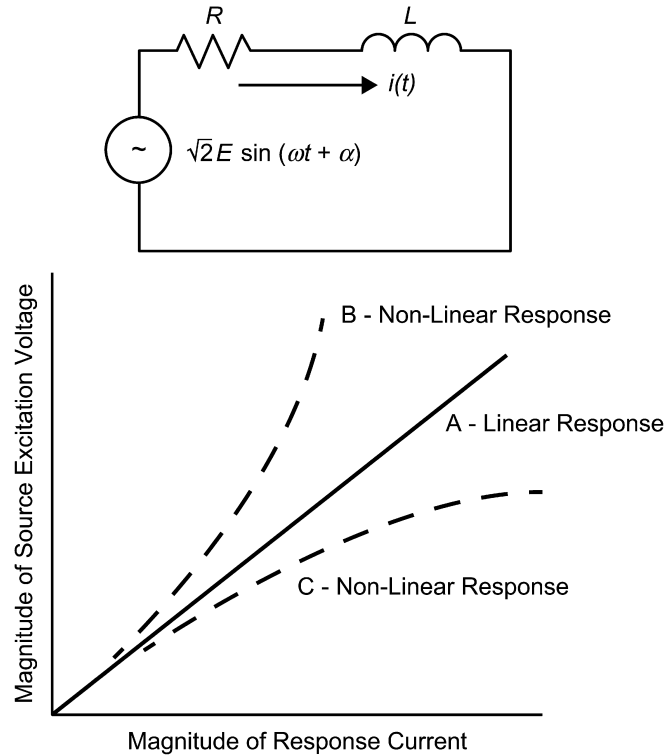 R
L
i(t)
~
√2E sin (ωt + α)
B - Non-Linear Response
A - Linear Response
C - Non-Linear Response
Magnitude of Source Excitation Voltage
Magnitude of Response Current